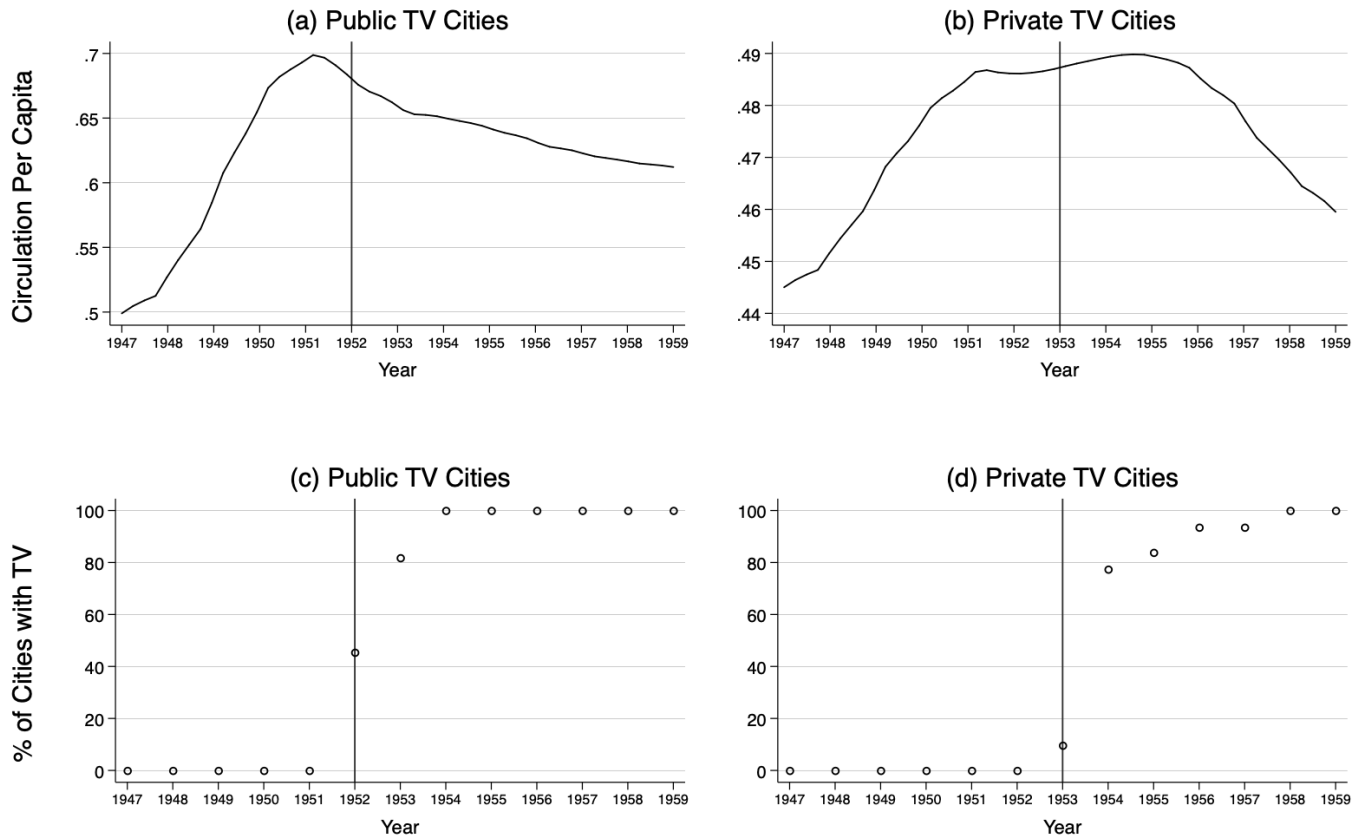 (a) Public TV Cities
Circulation Per Capita
.7
.65
.6
.55
.5
1947 1948 1949 1950 1951 1952 1953 1954 1955 1956 1957 1958 1959
Year
(b) Private TV Cities
.49
.48
.47
.46
.45
.44
1947 1948 1949 1950 1951 1952 1953 1954 1955 1956 1957 1958 1959
Year
(c) Public TV Cities
% of Cities with TV
100
80
60
40
20
0
1947 1948 1949 1950 1951 1952 1953 1954 1955 1956 1957 1958 1959
Year
(d) Private TV Cities
100
80
60
40
20
0
1947 1948 1949 1950 1951 1952 1953 1954 1955 1956 1957 1958 1959
Year